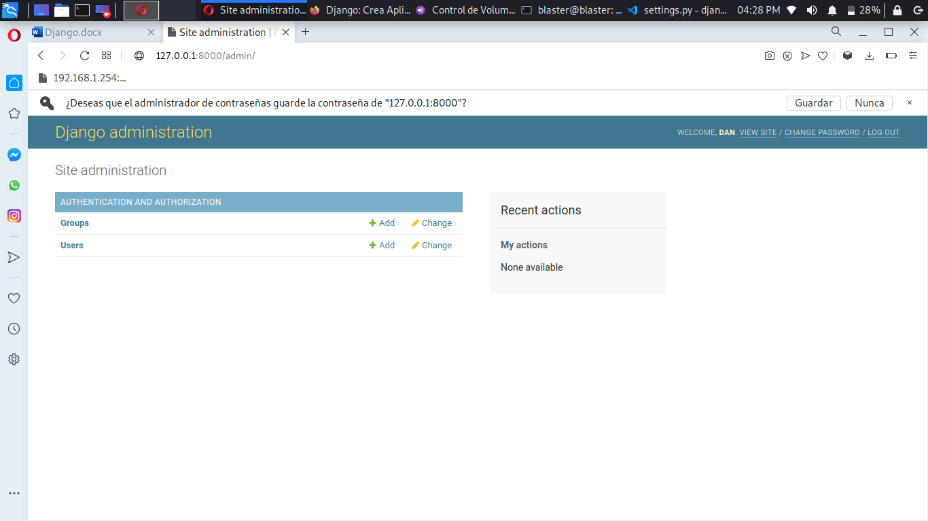 Site administratio... Django: Crea Apli... Control de Volum... blaster@blaster: ... settings.py - djan... 04:28 PM 28%
Django.docx Site administration |
127.0.0.1:8000/admin/
192.168.1.254:...
¿Deseas que el administrador de contraseñas guarde la contraseña de "127.0.0.1:8000"? Guardar Nunca
Django administration WELCOME, DAN. VIEW SITE / CHANGE PASSWORD / LOG OUT
Site administration
AUTHENTICATION AND AUTHORIZATION
Groups Add Change
Users Add Change
Recent actions
My actions
None available